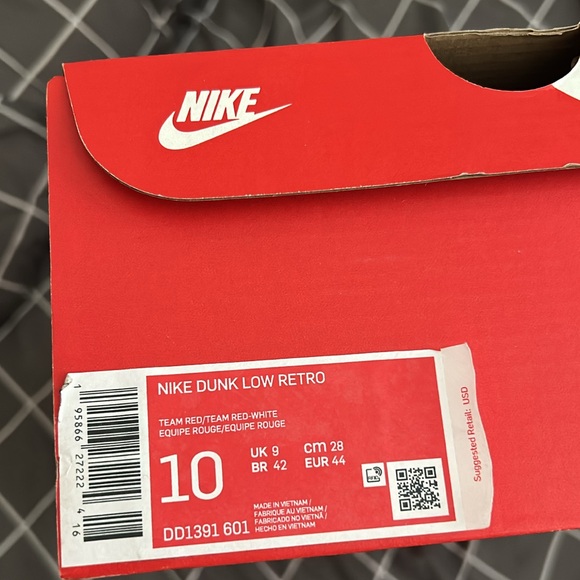 NIKE
NIKE DUNK LOW RETRO
TEAM RED/TEAM RED-WHITE
EQUIPE ROUGE/EQUIPE ROUGE
10
UK 9
BR 42
CM 28
EUR 44
DD1391 601
MADE IN VIETNAM /
FABRIQUE AU VIETNAM /
FABRICADO NO VIETNÃ /
HECHO EN VIETNAM
Suggested Retail: USD
1 95866 27222 4 16